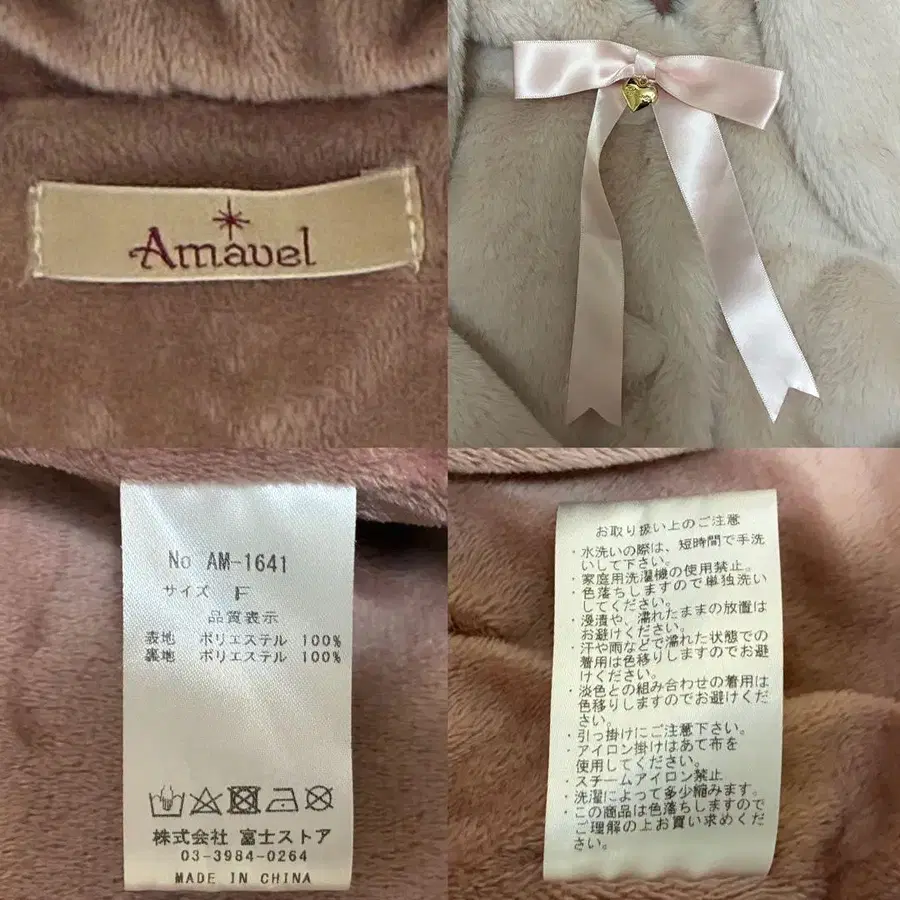 Amavel
No AM-1641
サイズ F
品質表示
表地 ポリエステル 100%
裏地 ポリエステル 100%
株式会社 富士ストア
03-3984-0264
MADE IN CHINA
お取り扱い上のご注意
・水洗いの際は、短時間で手洗
いして下さい。
・家庭用洗濯機の使用禁止。
・色落ちしますので単独洗い
してください。
・浸漬や、濡れたままの放置は
お避けください。
・汗や雨などで濡れた状態での
着用は色移りしますのでお避
けください。
・淡色との組み合わせの着用は
色移りしますのでお避けくだ
さい。
・引っ掛けにご注意下さい。
・アイロン掛けはあて布を
使用してください。
・スチームアイロン禁止
・洗濯によって多少縮みます。
・この商品は色落ちしますので
ご理解の上お買い求めくだ
さい。